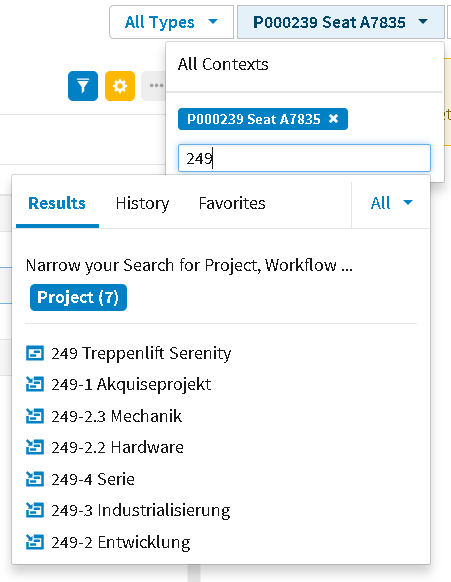 All Types
P000239 Seat A7835
All Contexts
P000239 Seat A7835 ×
249
Results History Favorites All
Narrow your Search for Project, Workflow ...
Project (7)
249 Treppenlift Serenity
249-1 Akquiseprojekt
249-2.3 Mechanik
249-2.2 Hardware
249-4 Serie
249-3 Industrialisierung
249-2 Entwicklung